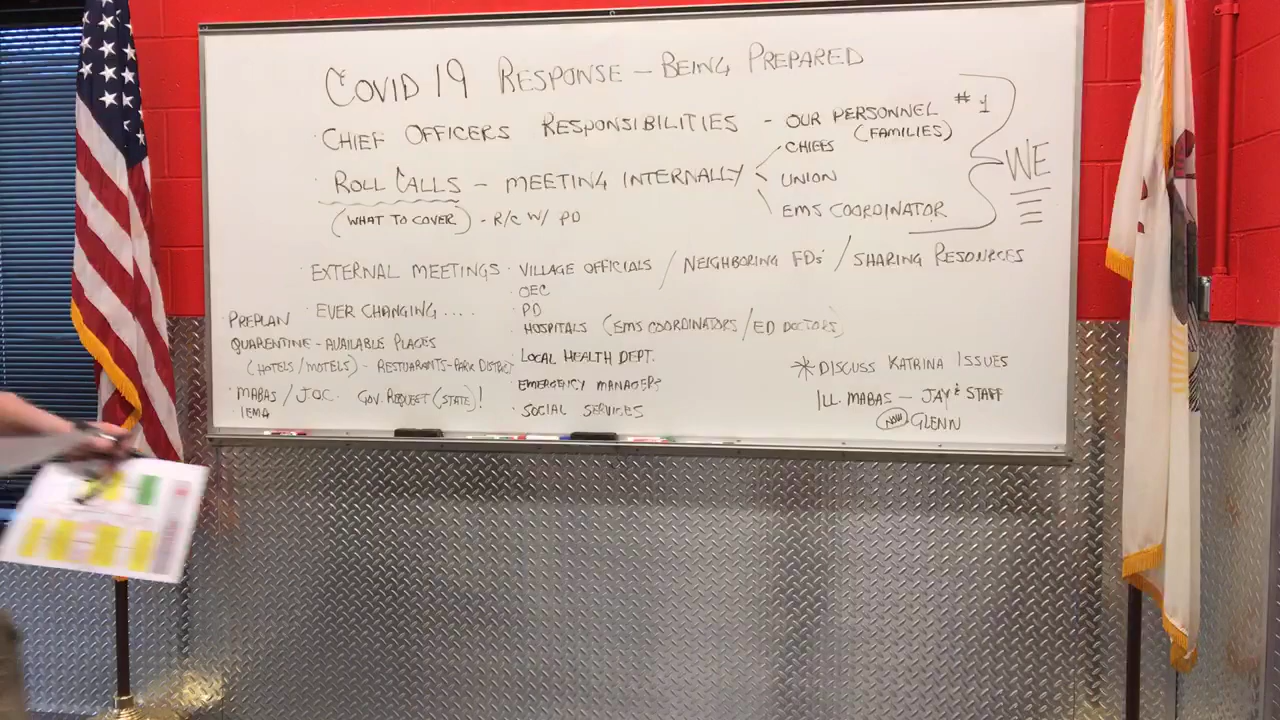 COVID 19 RESPONSE – BEING PREPARED
· CHIEF OFFICERS RESPONSIBILITIES - OUR PERSONNEL #1
(FAMILIES)
CHIEFS
· ROLL CALLS – MEETING INTERNALLY < UNION
WE
(WHAT TO COVER) - R/C W/ PD
EMS COORDINATOR
· EXTERNAL MEETINGS · VILLAGE OFFICIALS / NEIGHBORING FDs / SHARING RESOURCES
· OEC
· EVER CHANGING ....
· PD
· HOSPITALS (EMS COORDINATORS / ED DOCTORS)
· LOCAL HEALTH DEPT.
· EMERGENCY MANAGERS
· SOCIAL SERVICES
· PREPLAN
QUARENTINE - AVAILABLE PLACES
(HOTELS/MOTELS) - RESTUARANTS - PARK DISTRICT
· MABAS / JOC. GOV. REQUEST (STATE)!
· IEMA
* DISCUSS KATRINA ISSUES
ILL. MABAS – JAY & STAFF
NOW GLENN